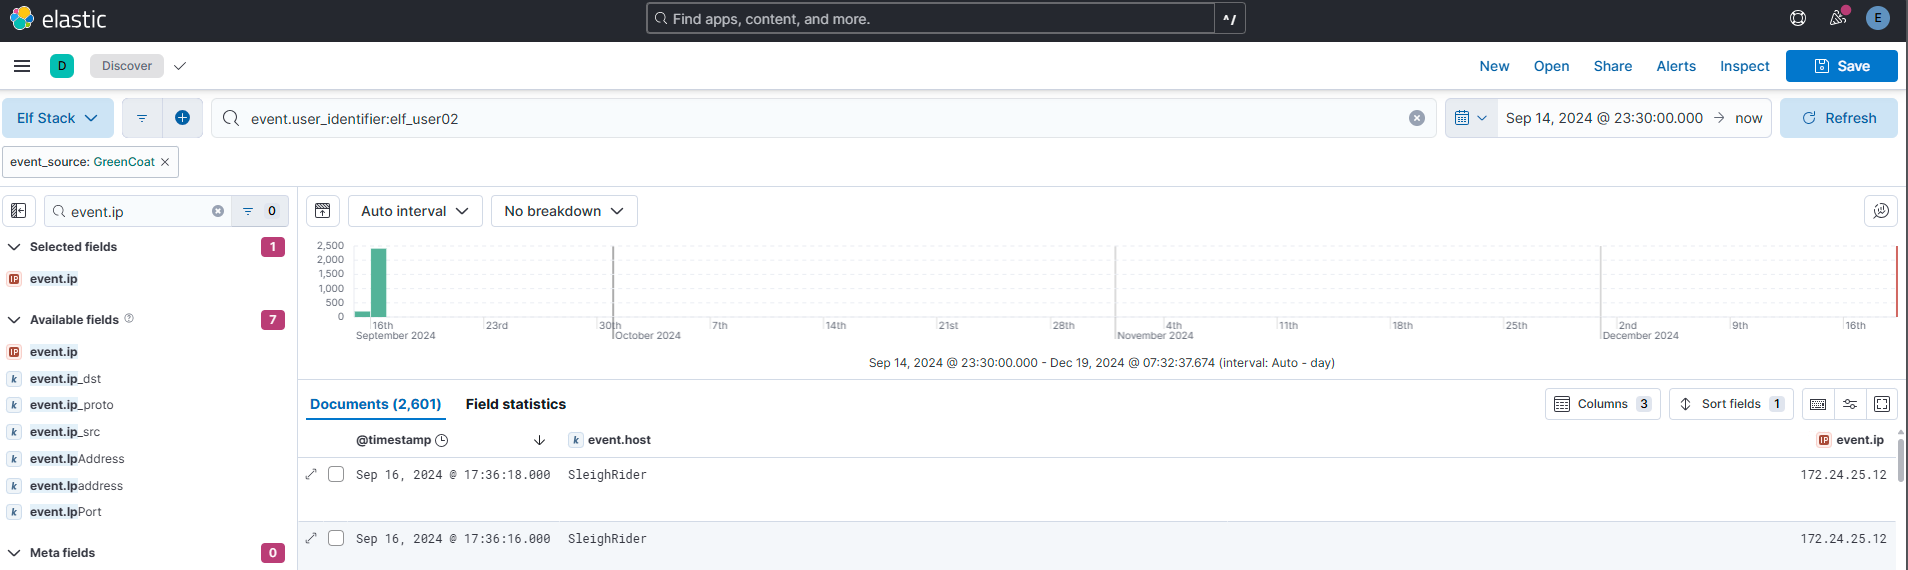 elastic
Find apps, content, and more.
^/
E
D
Discover
New
Open
Share
Alerts
Inspect
Save
Elf Stack
event.user_identifier:elf_user02
Sep 14, 2024 @ 23:30:00.000 → now
Refresh
event_source: GreenCoat ×
event.ip
0
Auto interval
No breakdown
Selected fields 1
IP event.ip
Available fields ? 7
IP event.ip
k event.ip_dst
k event.ip_proto
k event.ip_src
k event.IpAddress
k event.Ipaddress
k event.IpPort
Meta fields 0
2,500
2,000
1,500
1,000
500
0
16th 23rd 30th 7th 14th 21st 28th 4th 11th 18th 25th 2nd 9th 16th
September 2024 October 2024 November 2024 December 2024
Sep 14, 2024 @ 23:30:00.000 - Dec 19, 2024 @ 07:32:37.674 (interval: Auto - day)
Documents (2,601) Field statistics
Columns 3 Sort fields 1
@timestamp ↓ k event.host IP event.ip
Sep 16, 2024 @ 17:36:18.000 SleighRider 172.24.25.12
Sep 16, 2024 @ 17:36:16.000 SleighRider 172.24.25.12